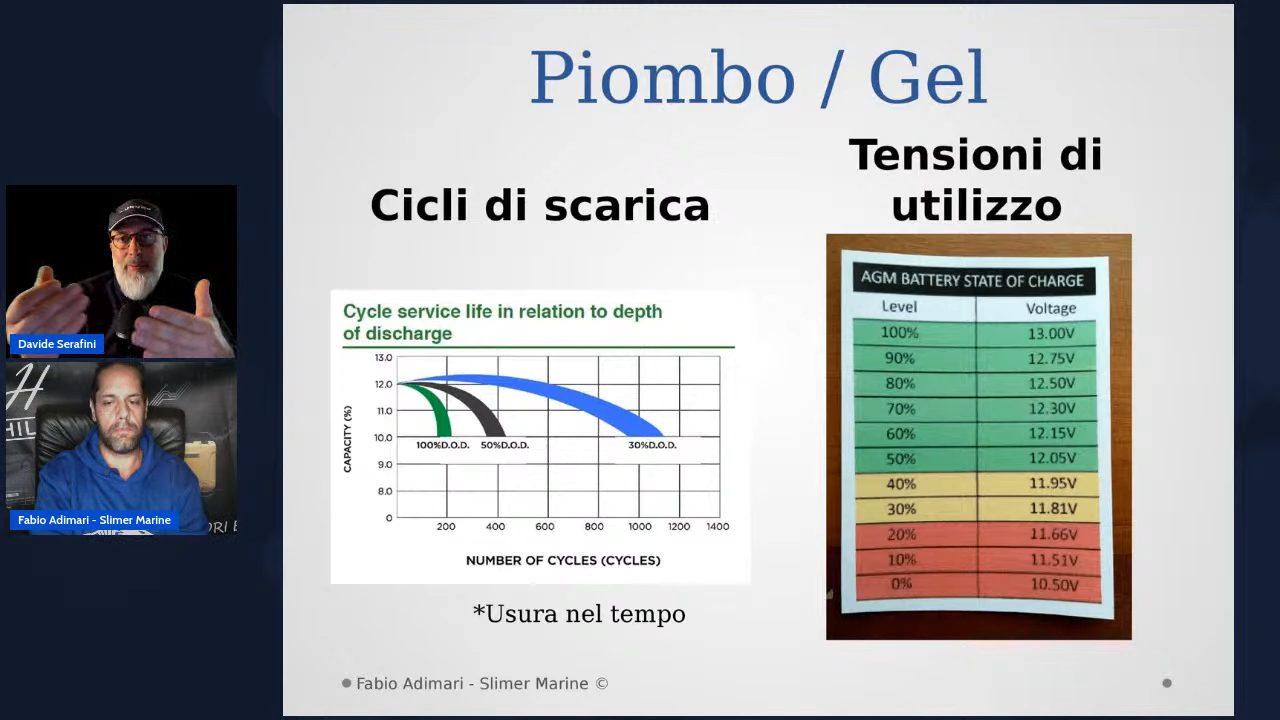 Piombo / Gel
Cicli di scarica
Tensioni di
utilizzo
Cycle service life in relation to depth
of discharge
CAPACITY (%)
13.0
12.0
11.0
10.0
9.0
8.0
0
100%D.O.D.
50%D.O.D.
30%D.O.D.
200
400
600
800
1000
1200
1400
NUMBER OF CYCLES (CYCLES)
*Usura nel tempo
AGM BATTERY STATE OF CHARGE
Level Voltage
100% 13.00V
90% 12.75V
80% 12.50V
70% 12.30V
60% 12.15V
50% 12.05V
40% 11.95V
30% 11.81V
20% 11.66V
10% 11.51V
0% 10.50V
Fabio Adimari - Slimer Marine ©
Davide Serafini
H
HIL
Fabio Adimari - Slimer Marine